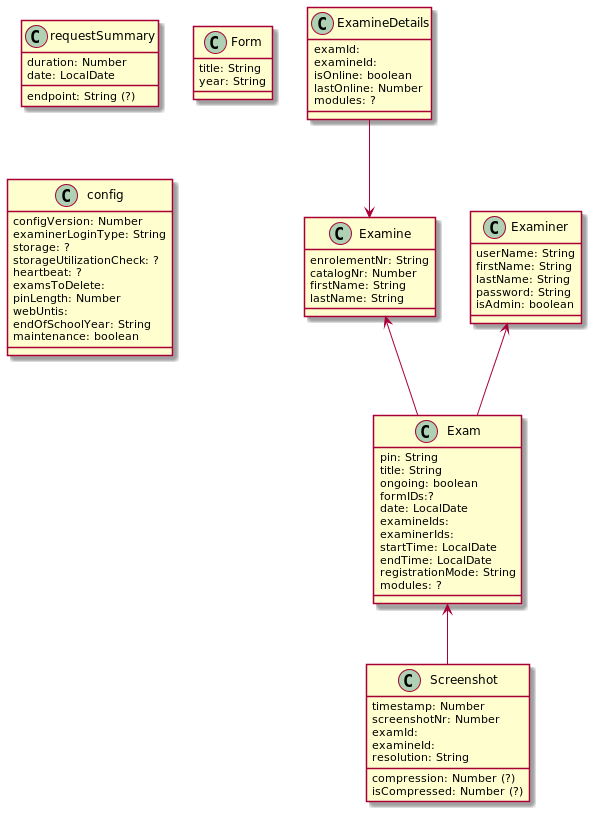 C requestSummary
duration: Number
date: LocalDate
endpoint: String (?)
C Form
title: String
year: String
C ExamineDetails
examId:
examineId:
isOnline: boolean
lastOnline: Number
modules: ?
C config
configVersion: Number
examinerLoginType: String
storage: ?
storageUtilizationCheck: ?
heartbeat: ?
examsToDelete:
pinLength: Number
webUntis:
endOfSchoolYear: String
maintenance: boolean
C Examine
enrolementNr: String
catalogNr: Number
firstName: String
lastName: String
C Examiner
userName: String
firstName: String
lastName: String
password: String
isAdmin: boolean
C Exam
pin: String
title: String
ongoing: boolean
formIDs:?
date: LocalDate
examineIds:
examinerIds:
startTime: LocalDate
endTime: LocalDate
registrationMode: String
modules: ?
C Screenshot
timestamp: Number
screenshotNr: Number
examId:
examineId:
resolution: String
compression: Number (?)
isCompressed: Number (?)